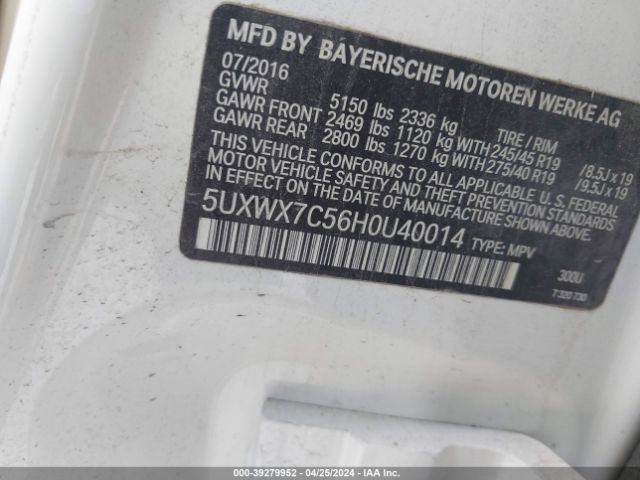 MFD BY BAYERISCHE MOTOREN WERKE AG
07/2016
GVWR 5150 lbs 2336 kg TIRE / RIM
GAWR FRONT 2469 lbs 1120 kg WITH 245/45 R19 /8.5J x 19
GAWR REAR 2800 lbs 1270 kg WITH 275/40 R19 /9.5J x 19
THIS VEHICLE CONFORMS TO ALL APPLICABLE U. S. FEDERAL
MOTOR VEHICLE SAFETY AND THEFT PREVENTION STANDARDS
IN EFFECT ON THE DATE OF MANUFACTURE SHOWN ABOVE.
5UXWX7C56H0U40014 TYPE: MPV
300U
7 320 730
000-39279952 - 04/25/2024 - IAA Inc.